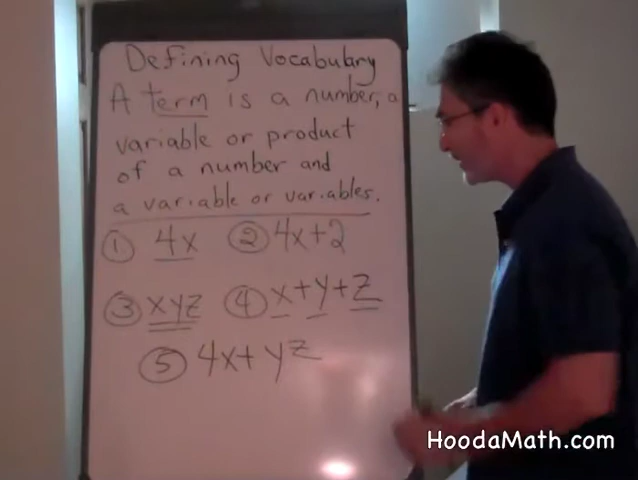 Defining Vocabulary
A term is a number, a
variable or product
of a number and
a variable or variables.
① 4x ② 4x+2
③ xyz ④ x+y+z
⑤ 4x+yz
HoodaMath.com